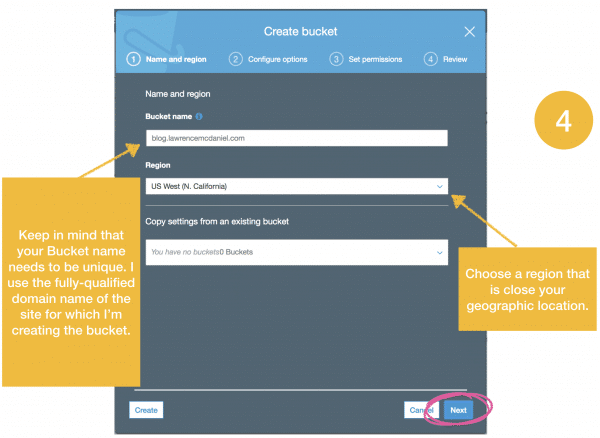 Create bucket
1 Name and region
2 Configure options
3 Set permissions
4 Review
Name and region
Bucket name
blog.lawrencemcdaniel.com
Region
US West (N. California)
Copy settings from an existing bucket
You have no buckets0 Buckets
Create
Cancel
Next
4
Keep in mind that
your Bucket name
needs to be unique. I
use the fully-qualified
domain name of the
site for which I'm
creating the bucket.
Choose a region that
is close your
geographic location.